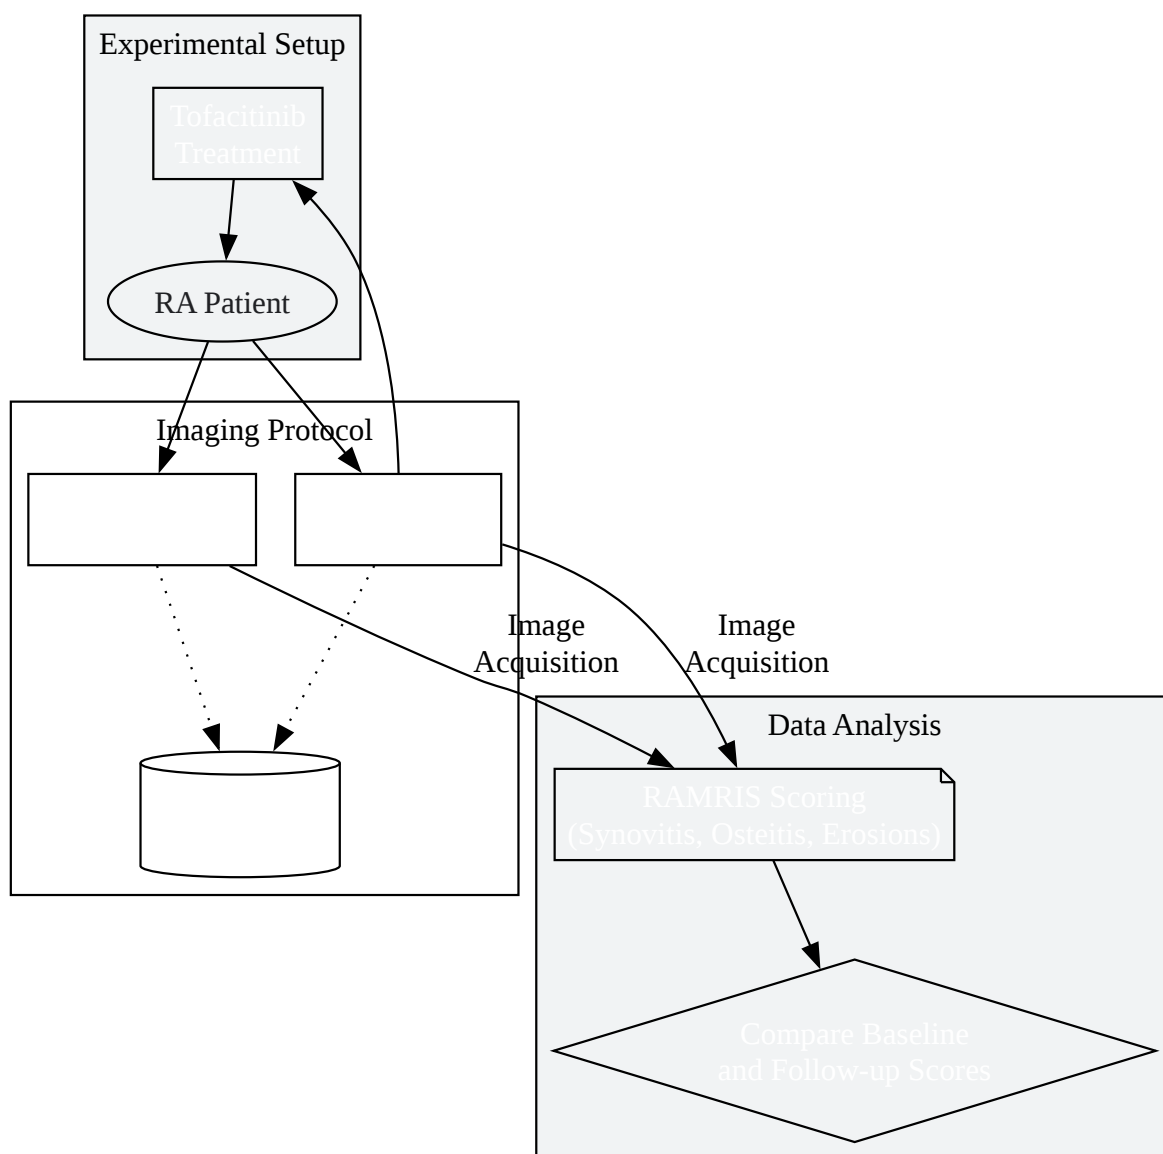 Experimental Setup
Tofacitinib
Treatment
RA Patient
Imaging Protocol
Image
Acquisition
Image
Acquisition
Data Analysis
RAMRIS Scoring
(Synovitis, Osteitis, Erosions)
Compare Baseline
and Follow-up Scores